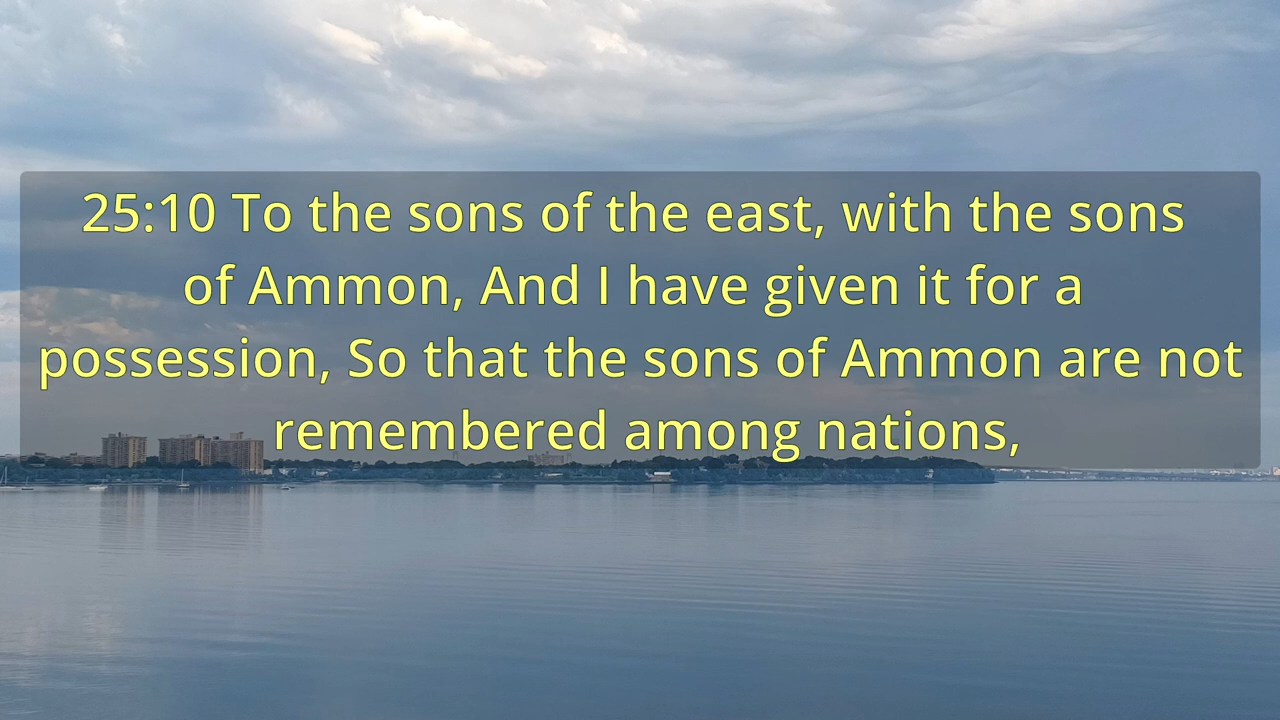 25:10 To the sons of the east, with the sons
of Ammon, And I have given it for a
possession, So that the sons of Ammon are not
remembered among nations,